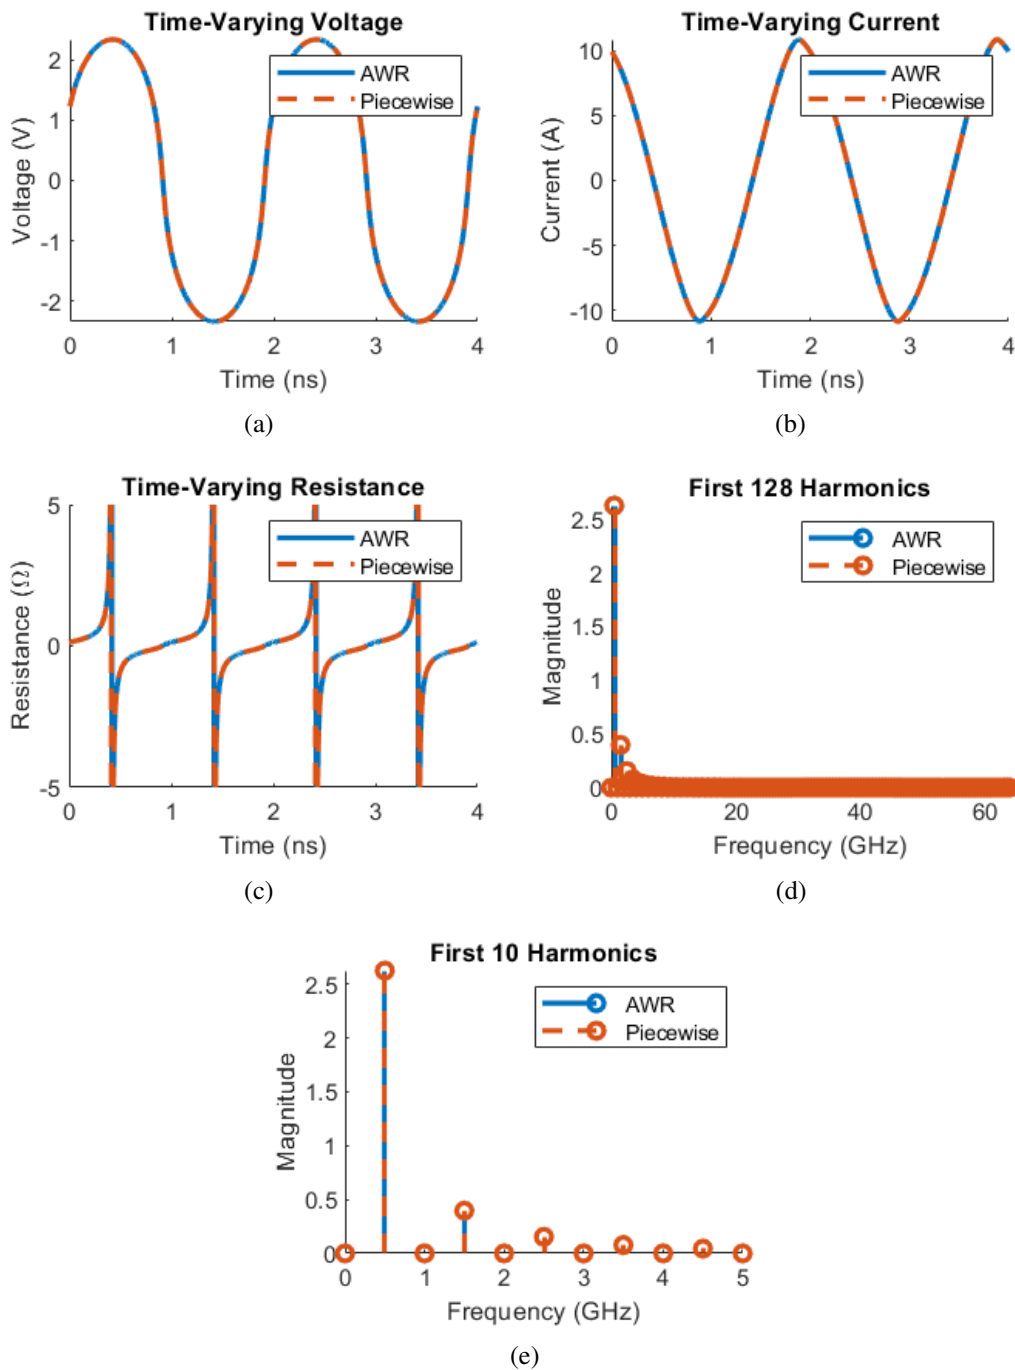 Time-Varying Voltage
2
1
0
-1
-2
Voltage (V)
AWR
Piecewise
0 1 2 3 4
Time (ns)
(a)
Time-Varying Current
10
5
0
-5
-10
Current (A)
AWR
Piecewise
0 1 2 3 4
Time (ns)
(b)
Time-Varying Resistance
5
0
-5
Resistance (Ω)
AWR
Piecewise
0 1 2 3 4
Time (ns)
(c)
First 128 Harmonics
2.5
2
1.5
1
0.5
0
Magnitude
AWR
Piecewise
0 20 40 60
Frequency (GHz)
(d)
First 10 Harmonics
2.5
2
1.5
1
0.5
0
Magnitude
AWR
Piecewise
0 1 2 3 4 5
Frequency (GHz)
(e)